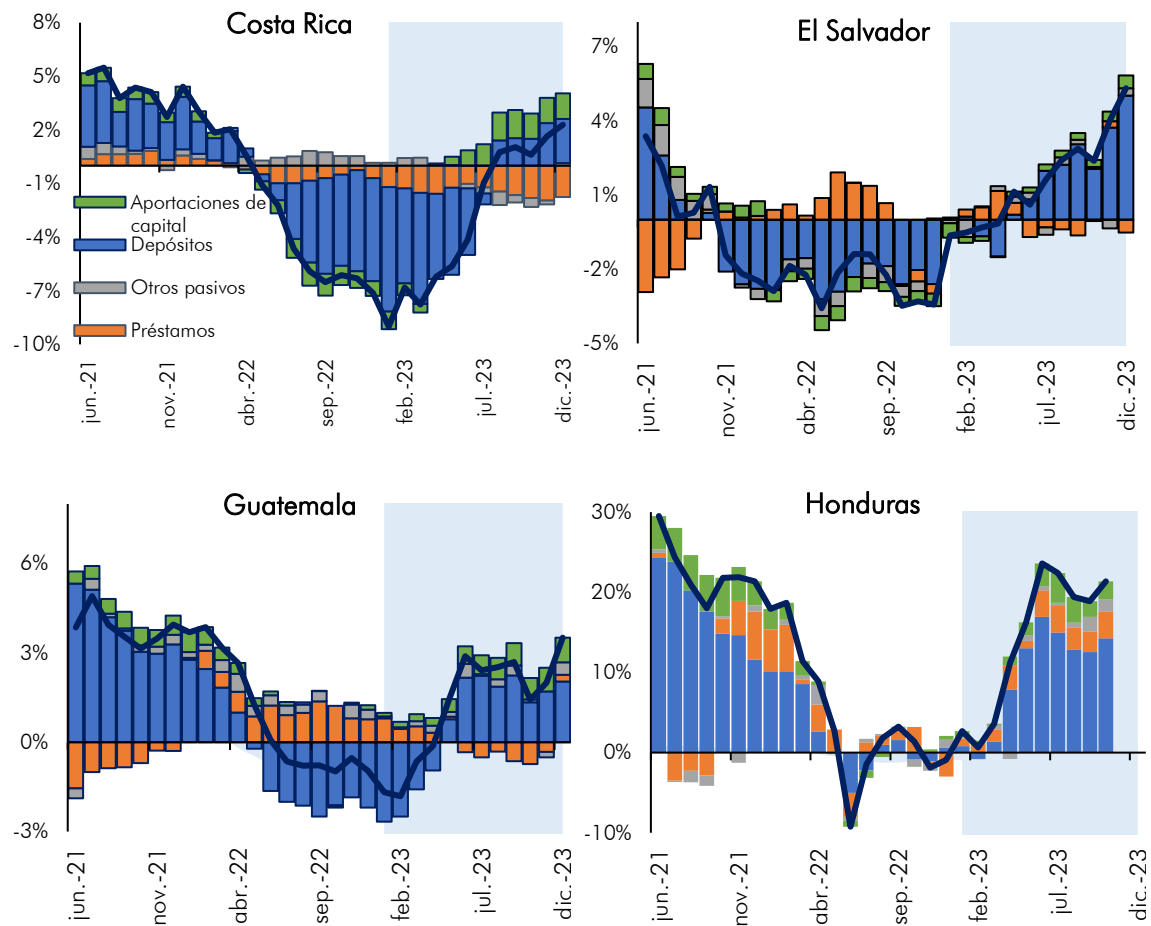 Costa Rica
8%
5%
2%
-1%
-4%
-7%
-10%
Aportaciones de
capital
Depósitos
Otros pasivos
Préstamos
jun.-21
nov.-21
abr.-22
sep.-22
feb.-23
jul.-23
dic.-23
El Salvador
7%
4%
1%
-2%
-5%
jun.-21
nov.-21
abr.-22
sep.-22
feb.-23
jul.-23
dic.-23
Guatemala
6%
3%
0%
-3%
jun.-21
nov.-21
abr.-22
sep.-22
feb.-23
jul.-23
dic.-23
Honduras
30%
20%
10%
0%
-10%
jun.-21
nov.-21
abr.-22
sep.-22
feb.-23
jul.-23
dic.-23